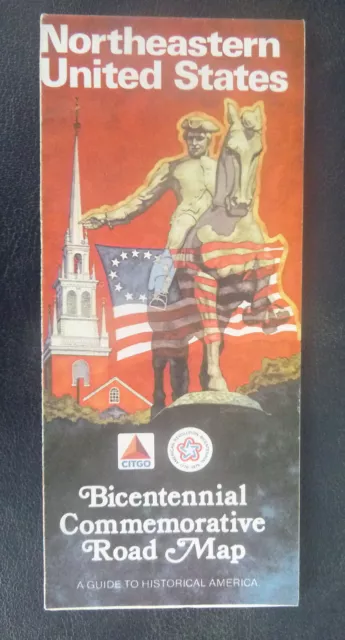 Northeastern
United States
CITGO
Bicentennial
Commemorative
Road Map
A GUIDE TO HISTORICAL AMERICA